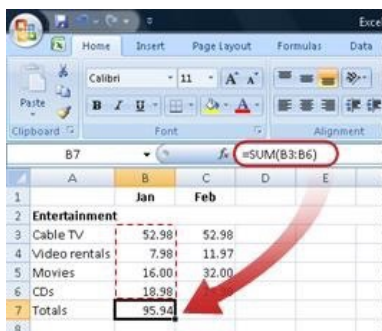 Exce
Home Insert Page Layout Formulas Data
Calibri 11 A A
Paste B I U A
Clipboard Font Alignment
B7 fx =SUM(B3:B6)
A B C D E
1 Jan Feb
2 Entertainment
3 Cable TV 52.98 52.98
4 Video rentals 7.98 11.97
5 Movies 16.00 32.00
6 CDs 18.98
7 Totals 95.94
8